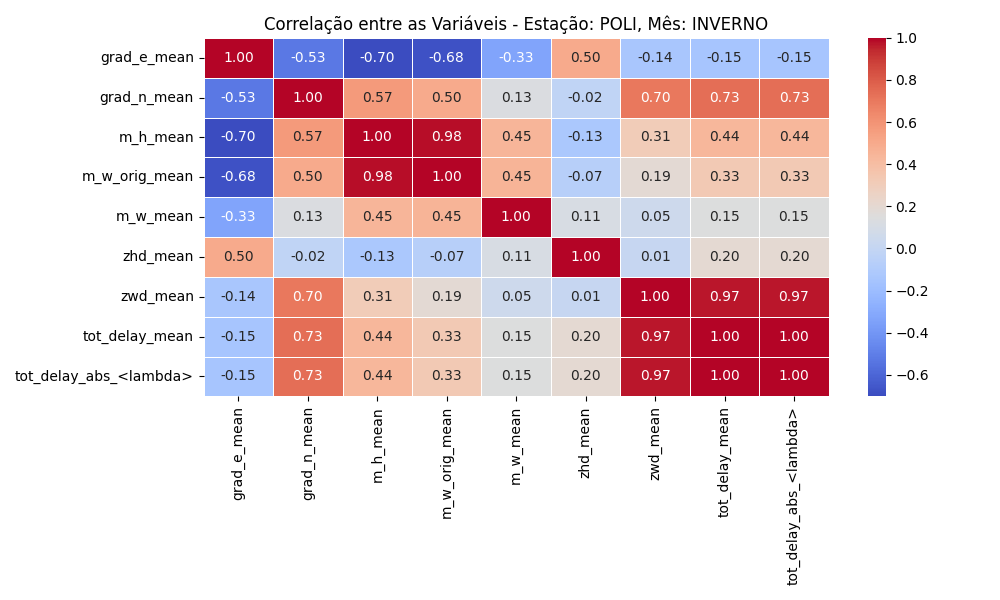 Correlação entre as Variáveis - Estação: POLI, Mês: INVERNO
grad_e_mean 1.00 -0.53 -0.70 -0.68 -0.33 0.50 -0.14 -0.15 -0.15
grad_n_mean -0.53 1.00 0.57 0.50 0.13 -0.02 0.70 0.73 0.73
m_h_mean -0.70 0.57 1.00 0.98 0.45 -0.13 0.31 0.44 0.44
m_w_orig_mean -0.68 0.50 0.98 1.00 0.45 -0.07 0.19 0.33 0.33
m_w_mean -0.33 0.13 0.45 0.45 1.00 0.11 0.05 0.15 0.15
zhd_mean 0.50 -0.02 -0.13 -0.07 0.11 1.00 0.01 0.20 0.20
zwd_mean -0.14 0.70 0.31 0.19 0.05 0.01 1.00 0.97 0.97
tot_delay_mean -0.15 0.73 0.44 0.33 0.15 0.20 0.97 1.00 1.00
tot_delay_abs_<lambda> -0.15 0.73 0.44 0.33 0.15 0.20 0.97 1.00 1.00
grad_e_mean
grad_n_mean
m_h_mean
m_w_orig_mean
m_w_mean
zhd_mean
zwd_mean
tot_delay_mean
tot_delay_abs_<lambda>
1.0
0.8
0.6
0.4
0.2
0.0
−0.2
−0.4
−0.6